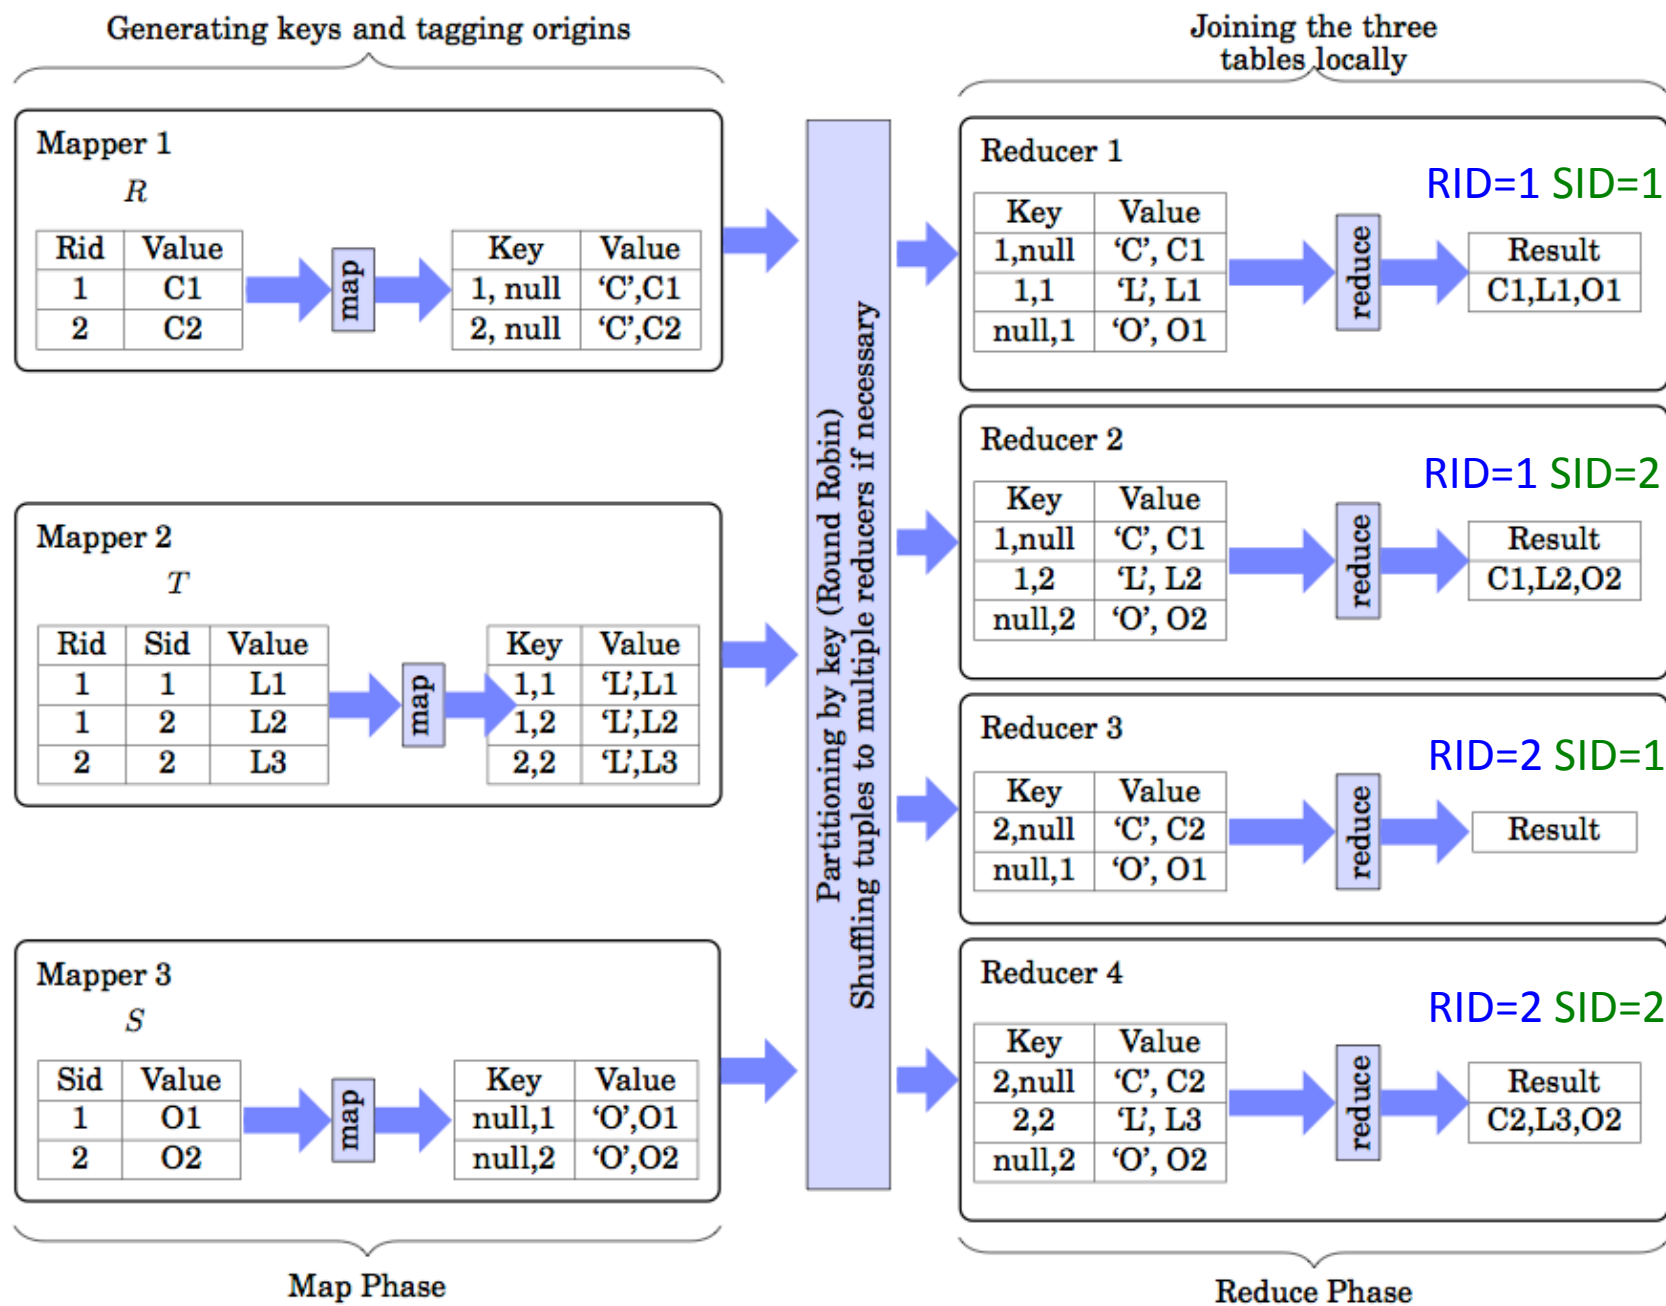 Generating keys and tagging origins
Mapper 1
R
Rid Value
1 C1
2 C2
map
Key Value
1, null ‘C’,C1
2, null ‘C’,C2
Mapper 2
T
Rid Sid Value
1 1 L1
1 2 L2
2 2 L3
map
Key Value
1,1 ‘L’,L1
1,2 ‘L’,L2
2,2 ‘L’,L3
Mapper 3
S
Sid Value
1 O1
2 O2
map
Key Value
null,1 ‘O’,O1
null,2 ‘O’,O2
Map Phase
Partitioning by key (Round Robin)
Shuffling tuples to multiple reducers if necessary
Joining the three
tables locally
Reducer 1
RID=1 SID=1
Key Value
1,null ‘C’, C1
1,1 ‘L’, L1
null,1 ‘O’, O1
reduce
Result
C1,L1,O1
Reducer 2
RID=1 SID=2
Key Value
1,null ‘C’, C1
1,2 ‘L’, L2
null,2 ‘O’, O2
reduce
Result
C1,L2,O2
Reducer 3
RID=2 SID=1
Key Value
2,null ‘C’, C2
null,1 ‘O’, O1
reduce
Result
Reducer 4
RID=2 SID=2
Key Value
2,null ‘C’, C2
2,2 ‘L’, L3
null,2 ‘O’, O2
reduce
Result
C2,L3,O2
Reduce Phase